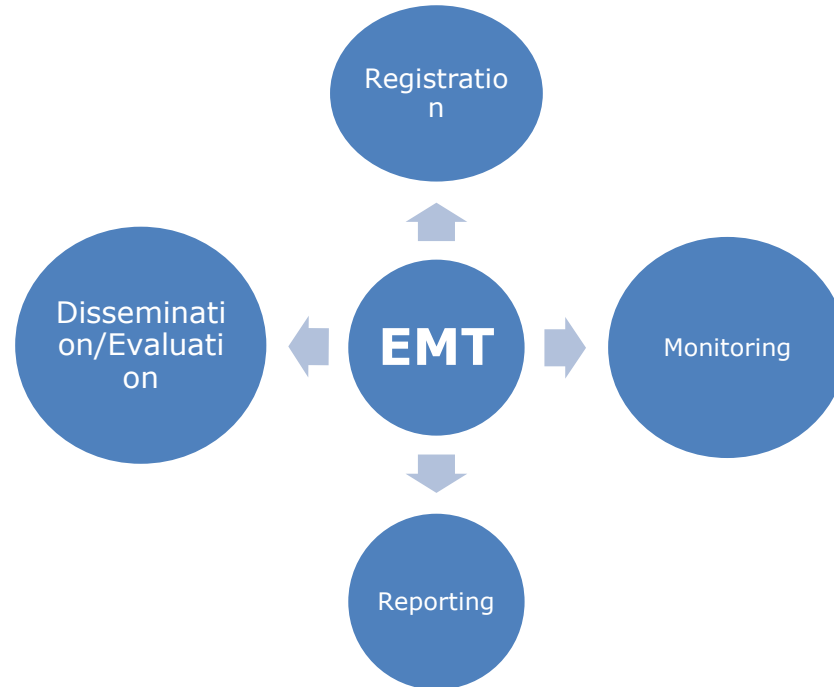 Registratio
n
Disseminati
on/Evaluati
on
EMT
Monitoring
Reporting